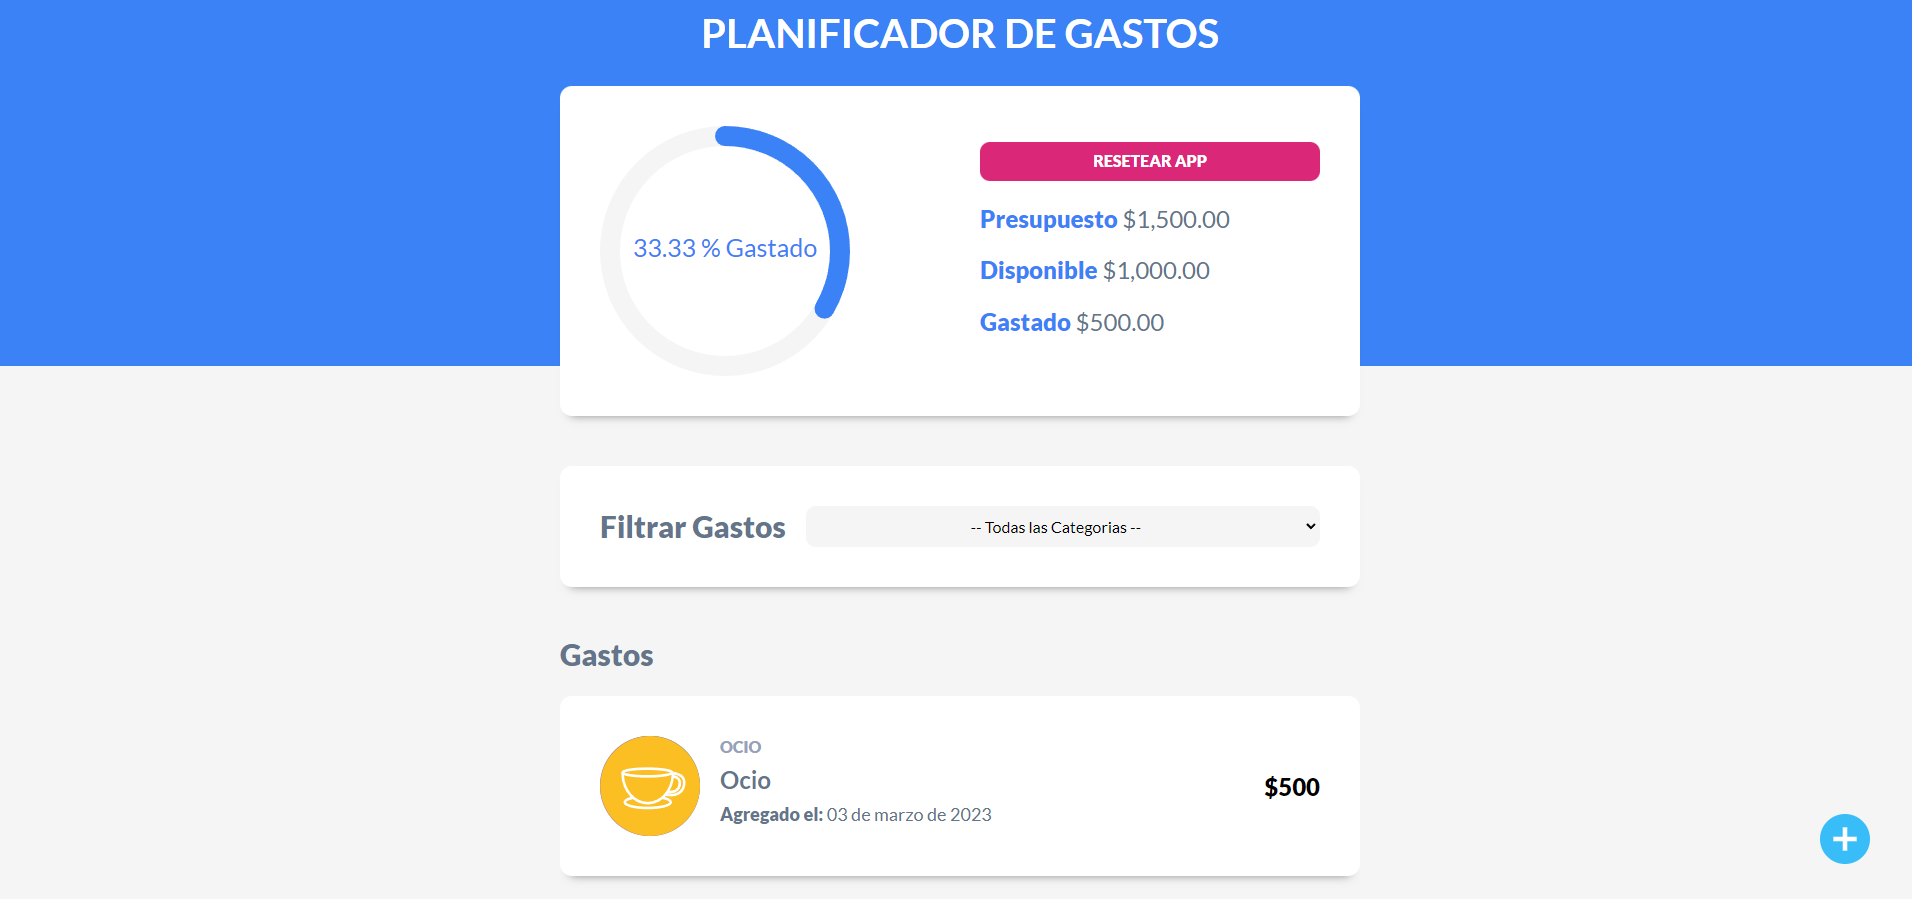 PLANIFICADOR DE GASTOS
33.33 % Gastado
RESETEAR APP
Presupuesto $1,500.00
Disponible $1,000.00
Gastado $500.00
Filtrar Gastos
-- Todas las Categorias --
Gastos
OCIO
Ocio
Agregado el: 03 de marzo de 2023
$500